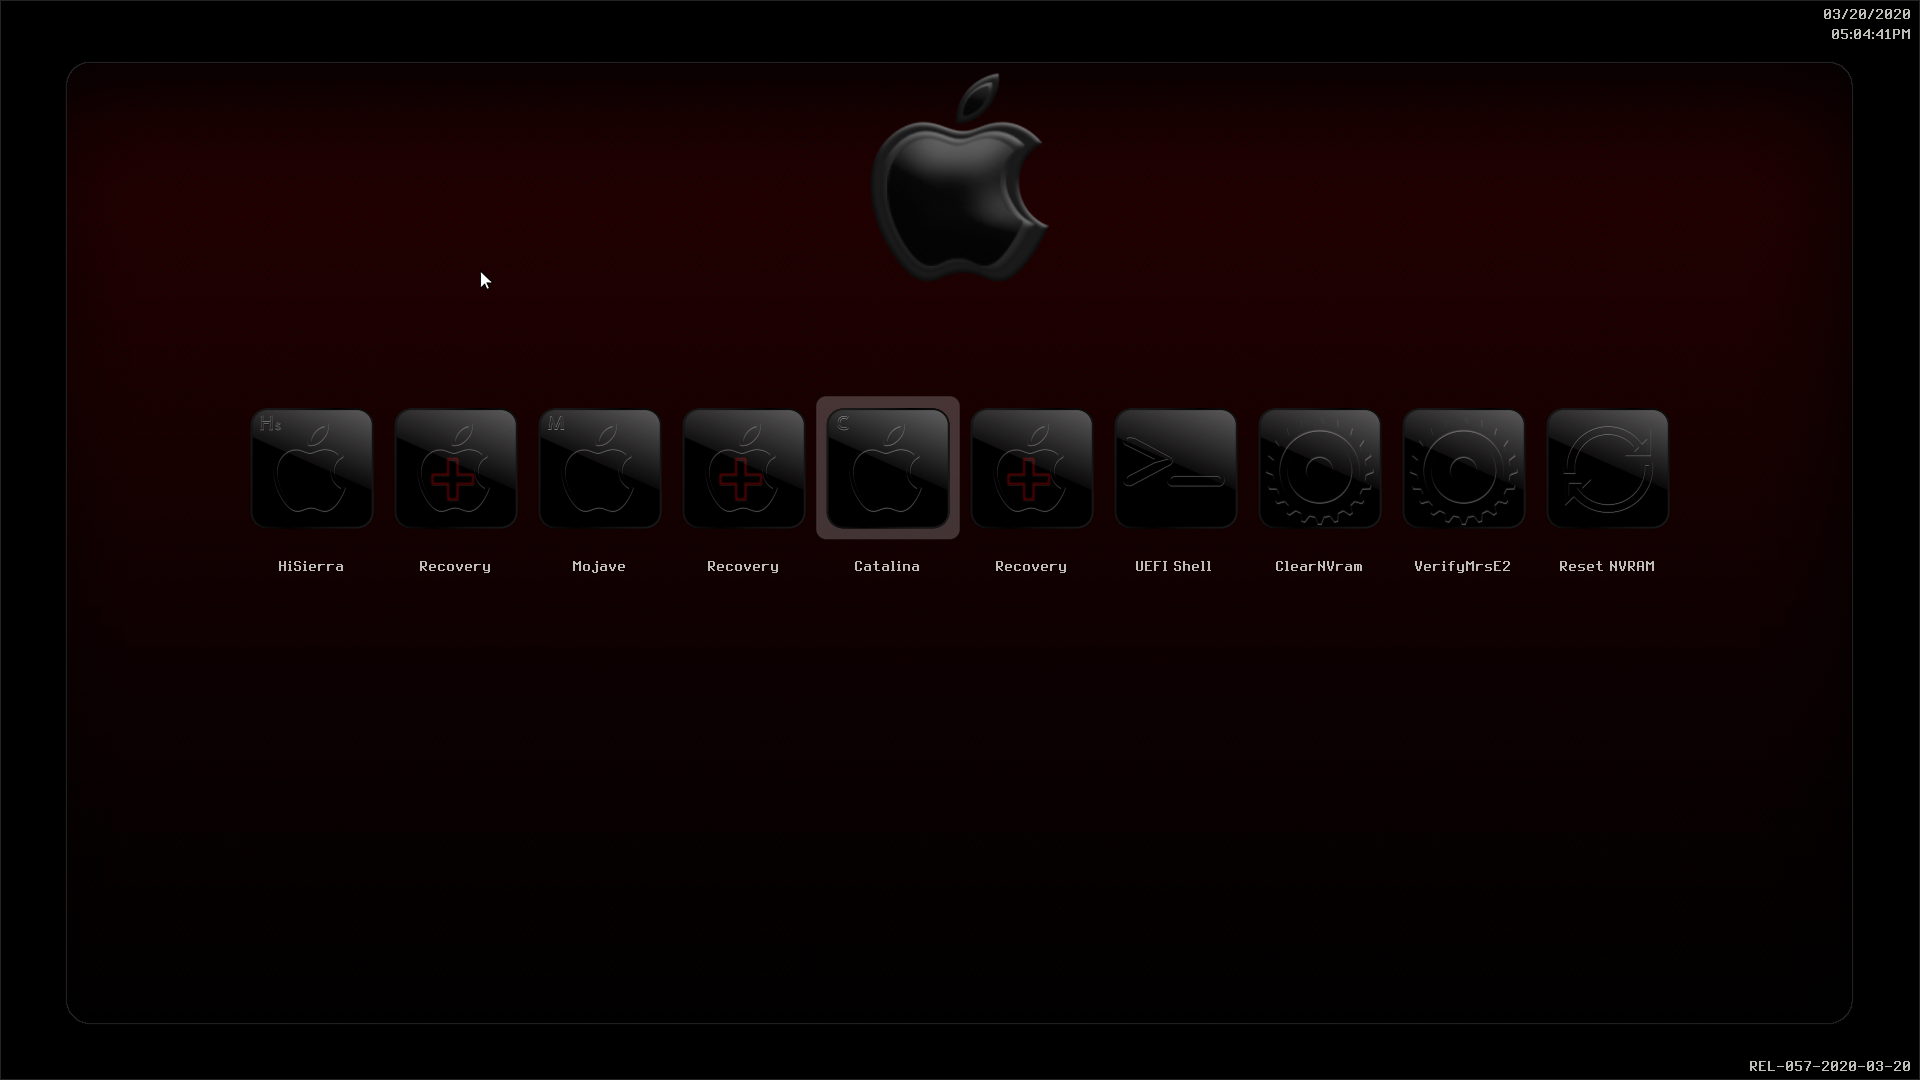 03/20/2020
05:04:41PM
Hs
M
C
HiSierra
Recovery
Mojave
Recovery
Catalina
Recovery
UEFI Shell
ClearNVram
VerifyMrsE2
Reset NVRAM
REL-057-2020-03-20